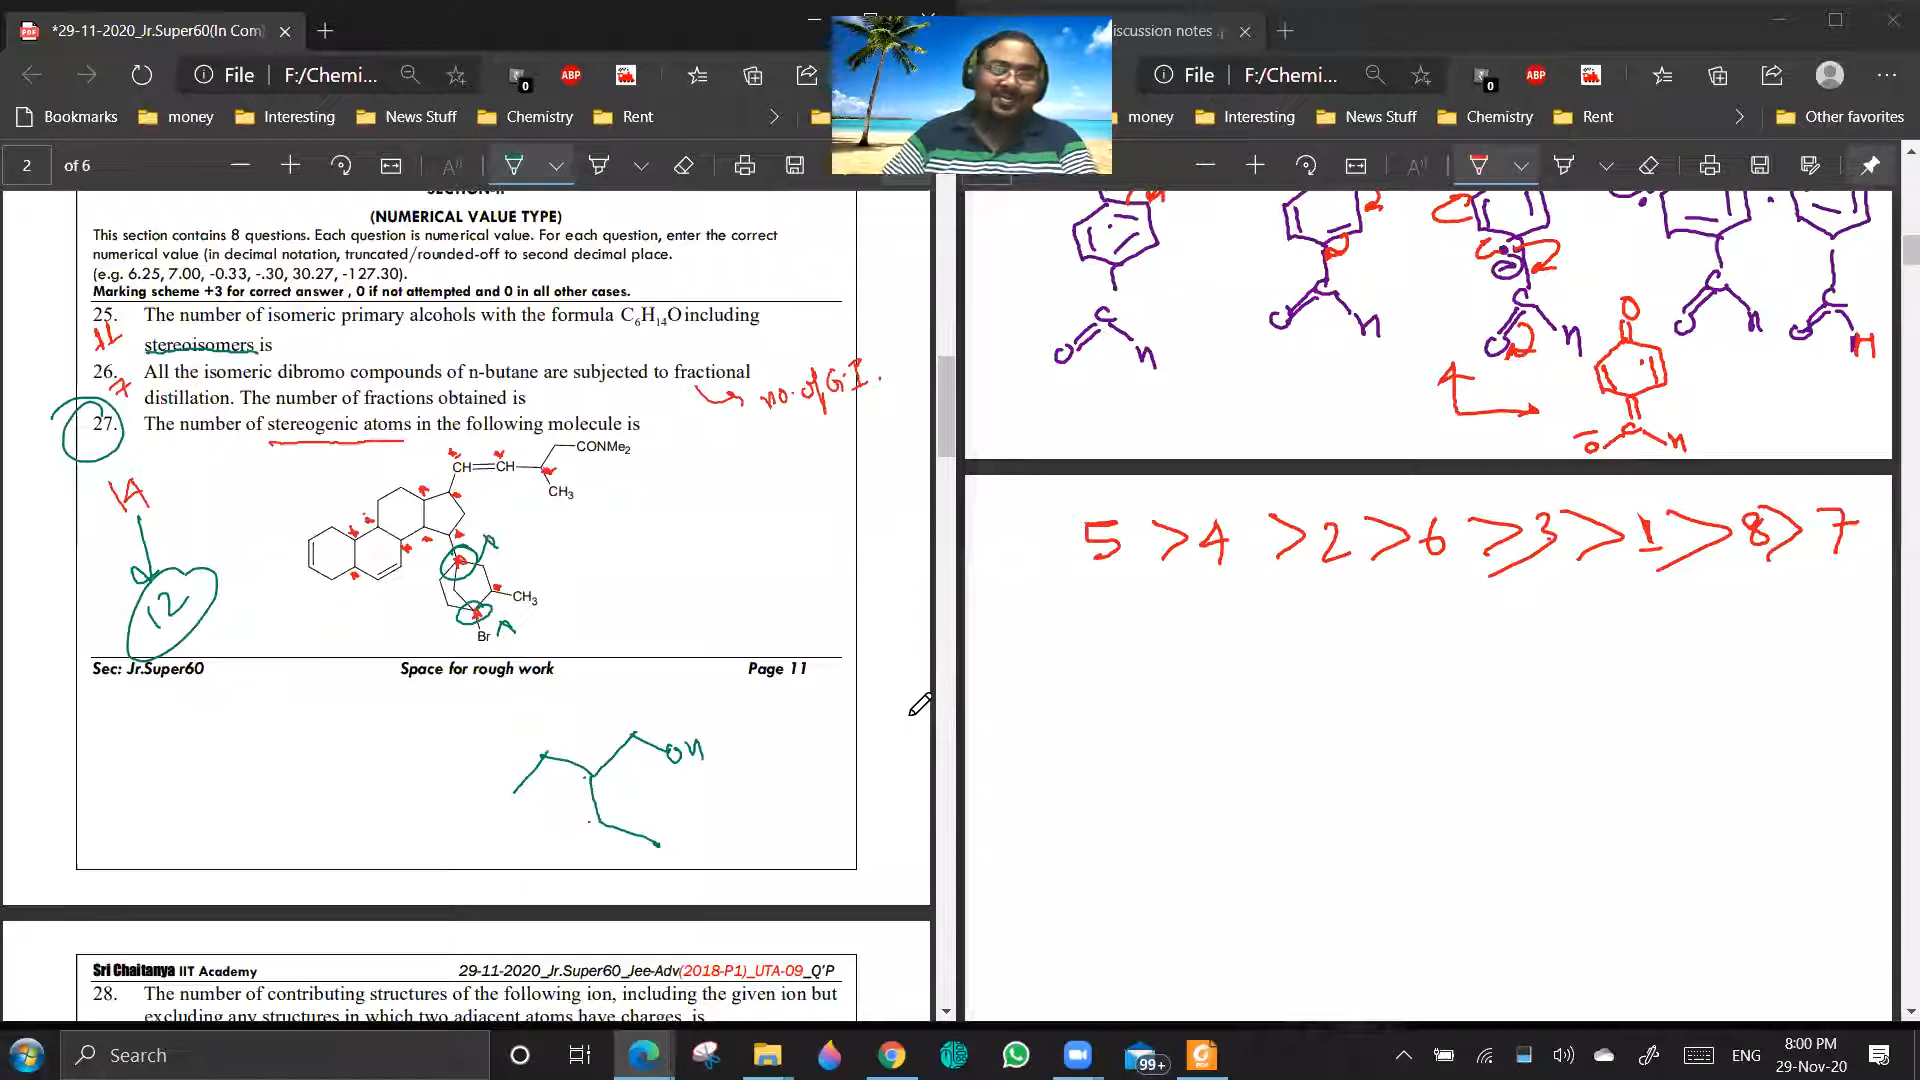 *29-11-2020_Jr.Super60(In Com
iscussion notes
File F:/Chemi...
ABP
0
File F:/Chemi...
ABP
0
Bookmarks money Interesting News Stuff Chemistry Rent
money Interesting News Stuff Chemistry Rent Other favorites
2 of 6
(NUMERICAL VALUE TYPE)
This section contains 8 questions. Each question is numerical value. For each question, enter the correct
numerical value (in decimal notation, truncated/rounded-off to second decimal place.
(e.g. 6.25, 7.00, -0.33, -.30, 30.27, -127.30).
Marking scheme +3 for correct answer , 0 if not attempted and 0 in all other cases.
25. The number of isomeric primary alcohols with the formula C6H14O including
stereoisomers is
11
26. All the isomeric dibromo compounds of n-butane are subjected to fractional
distillation. The number of fractions obtained is
7
no. of G.I.
27. The number of stereogenic atoms in the following molecule is
CONMe2
CH CH
CH3
14
12
A
CH3
Br A
Sec: Jr.Super60 Space for rough work Page 11
OH
Sri Chaitanya IIT Academy 29-11-2020_Jr.Super60_Jee-Adv(2018-P1)_UTA-09_Q'P
28. The number of contributing structures of the following ion, including the given ion but
excluding any structures in which two adjacent atoms have charges, is
O C H
O C H
O C H
O C H
O C H
O
O C H
5 > 4 > 2 > 6 > 3 > 1 > 8 > 7
Search
99+
ENG
8:00 PM
29-Nov-20